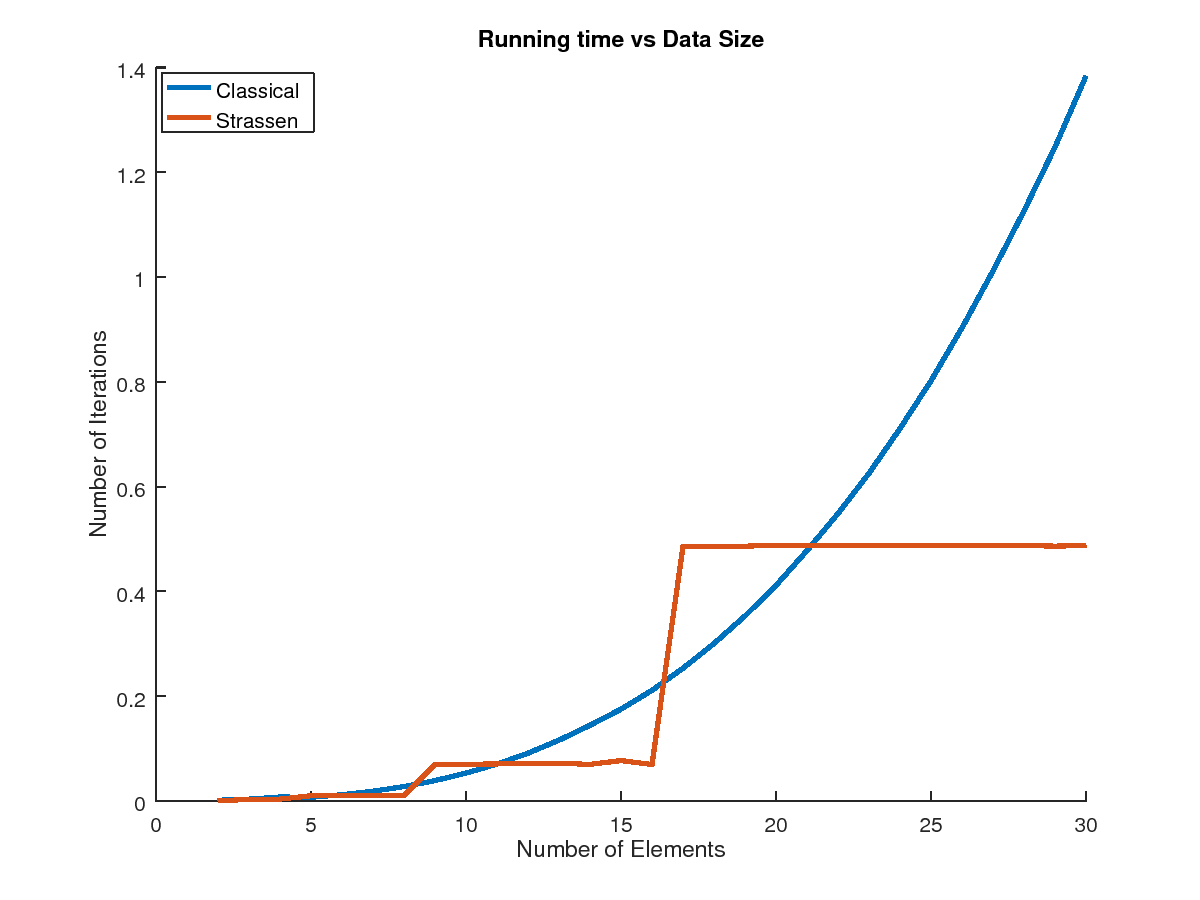 Running time vs Data Size
Classical
Strassen
Number of Iterations
1.4
1.2
1
0.8
0.6
0.4
0.2
0
0 5 10 15 20 25 30
Number of Elements